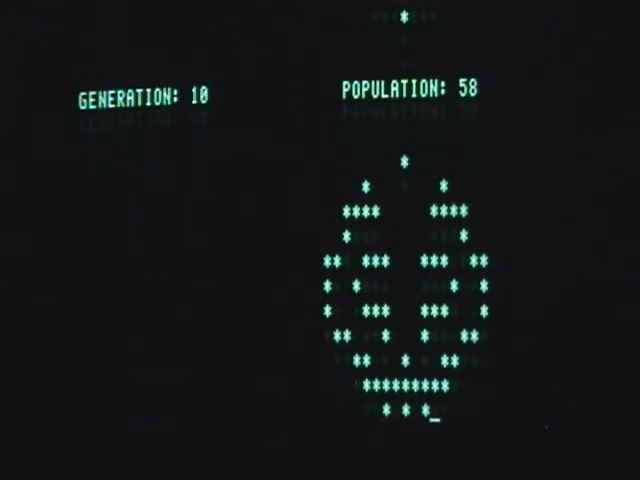 *
GENERATION: 10 POPULATION: 58
*
* *
**** ****
* *
** *** *** **
* * * *
* *** *** *
** * * **
** * **
*********
* * *_